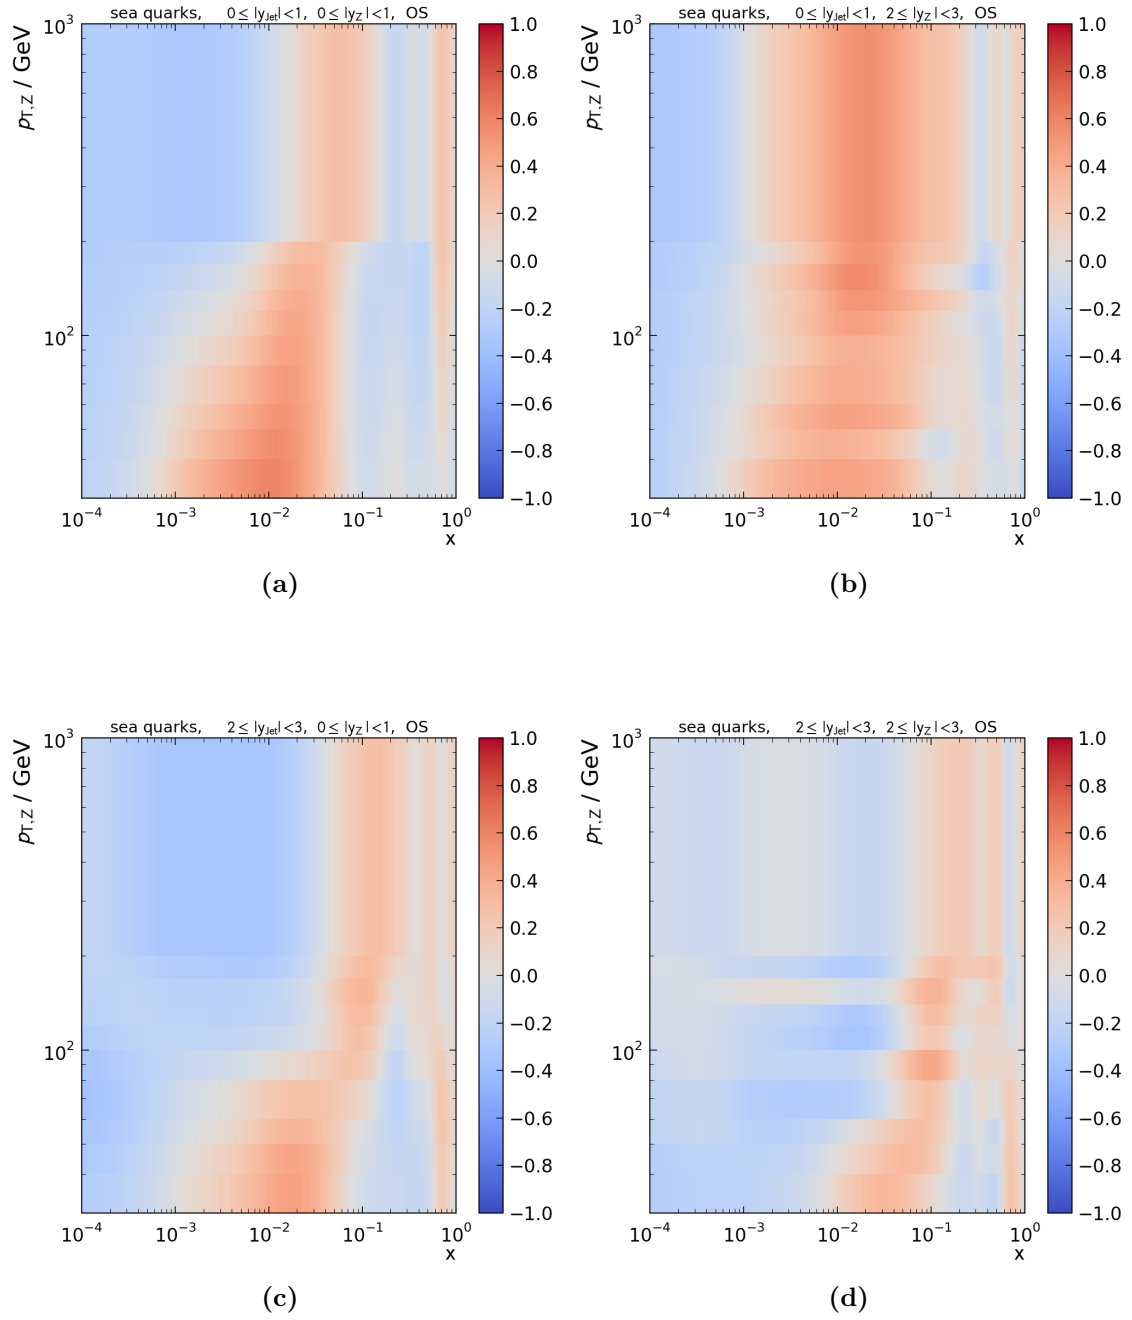 sea quarks, 0 ≤ |y_Jet|<1, 0 ≤ |y_Z|<1, OS
sea quarks, 0 ≤ |y_Jet|<1, 2 ≤ |y_Z|<3, OS
p_T,Z / GeV
10^3
10^2
10^−4 10^−3 10^−2 10^−1 10^0
x
1.0
0.8
0.6
0.4
0.2
0.0
−0.2
−0.4
−0.6
−0.8
−1.0
p_T,Z / GeV
10^3
10^2
10^−4 10^−3 10^−2 10^−1 10^0
x
1.0
0.8
0.6
0.4
0.2
0.0
−0.2
−0.4
−0.6
−0.8
−1.0
(a)
(b)
sea quarks, 2 ≤ |y_Jet|<3, 0 ≤ |y_Z|<1, OS
sea quarks, 2 ≤ |y_Jet|<3, 2 ≤ |y_Z|<3, OS
p_T,Z / GeV
10^3
10^2
10^−4 10^−3 10^−2 10^−1 10^0
x
1.0
0.8
0.6
0.4
0.2
0.0
−0.2
−0.4
−0.6
−0.8
−1.0
p_T,Z / GeV
10^3
10^2
10^−4 10^−3 10^−2 10^−1 10^0
x
1.0
0.8
0.6
0.4
0.2
0.0
−0.2
−0.4
−0.6
−0.8
−1.0
(c)
(d)